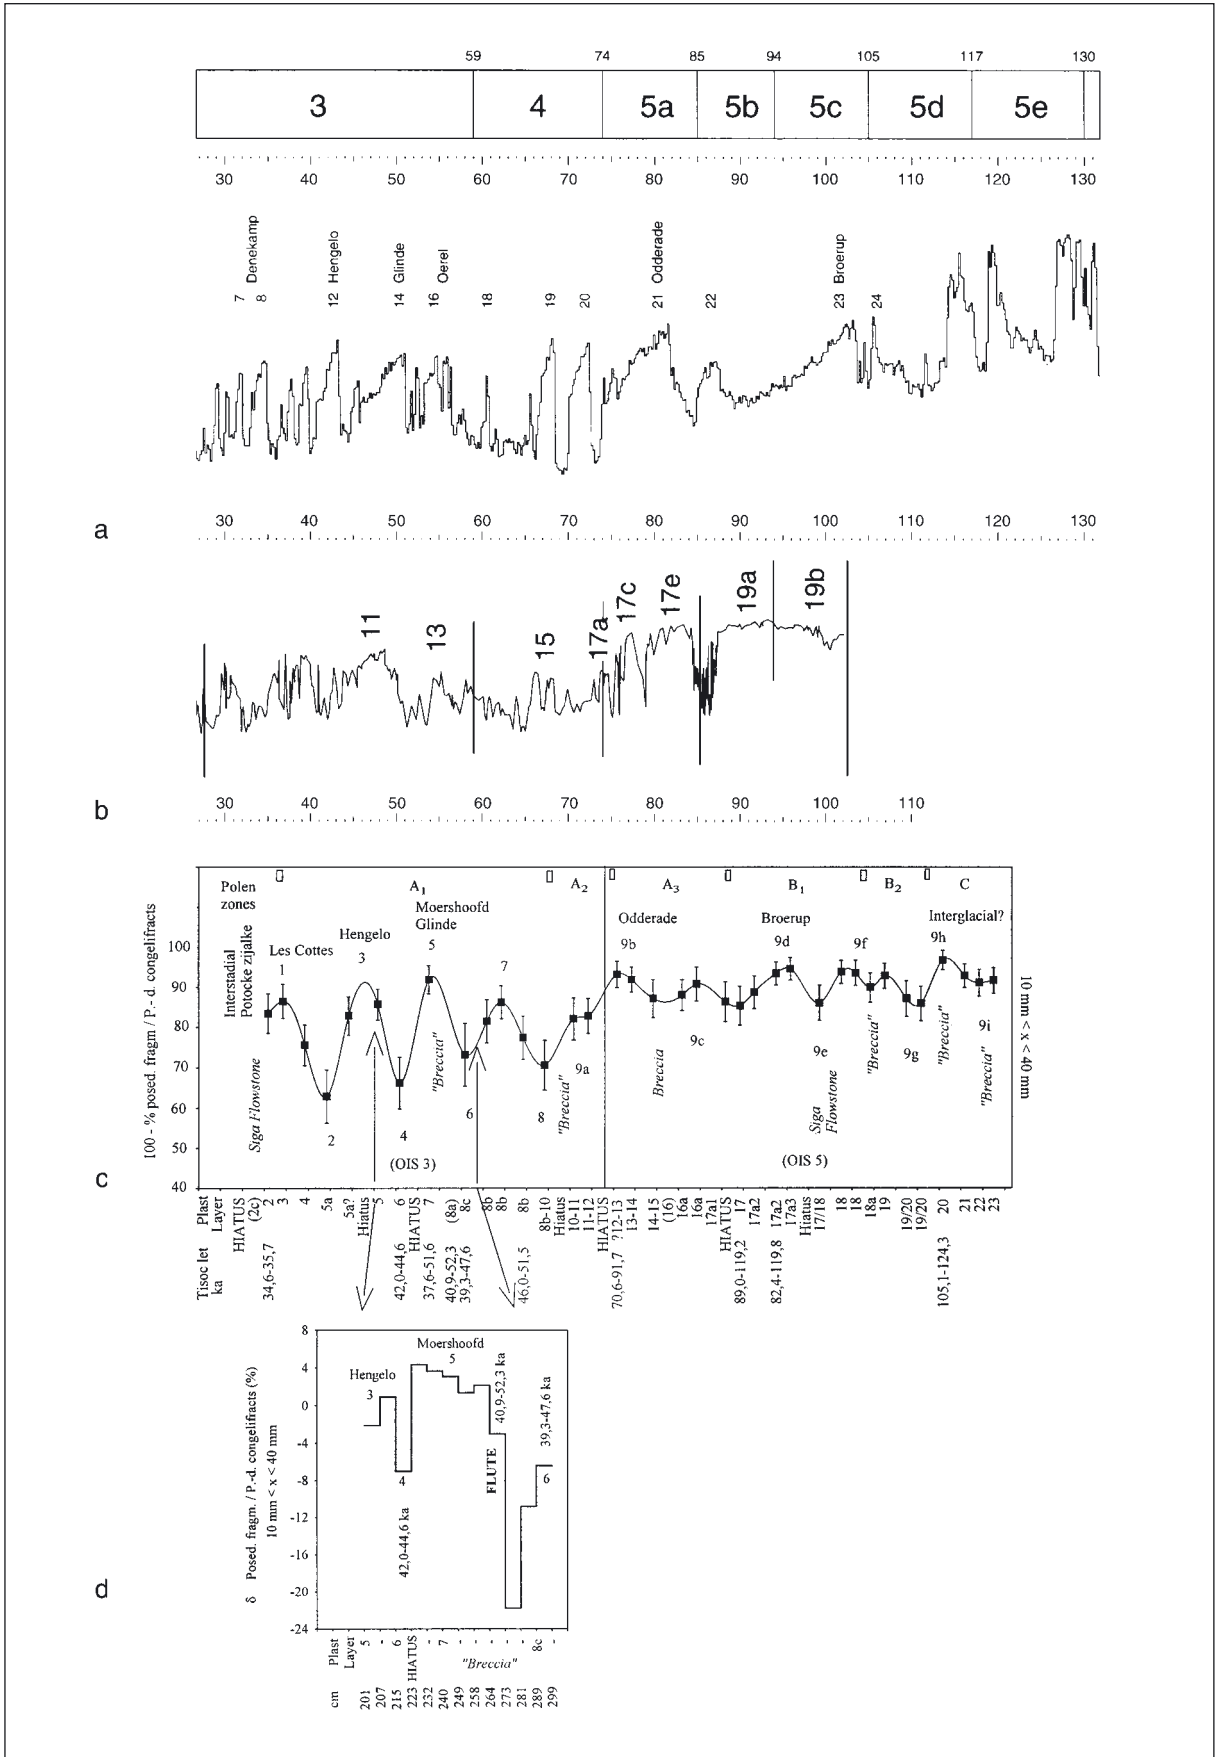 59 74 85 94 105 117 130
3 4 5a 5b 5c 5d 5e
30 40 50 60 70 80 90 100 110 120 130
Denekamp Hengelo Glinde Oerel Odderade Broerup
7 8 12 14 16 18 19 20 21 22 23 24
a
30 40 50 60 70 80 90 100 110 120 130
11 13 15 17a 17c 17e 19a 19b
b
30 40 50 60 70 80 90 100 110
Polen zones
A1 A2 A3 B1 B2 C
Interstadial
Potocke zijalke
Les Cottes
Hengelo
Moershoofd
Glinde
Odderade
Broerup
Interglacial?
1 2 3 4 5 6 7 8 9a 9b 9c 9d 9e 9f 9g 9h 9i
100 - % posed. fragm / P.- d. congelifracts
100
90
80
70
60
50
40
10 mm < x < 40 mm
Siga Flowstone
"Breccia"
"Breccia"
Breccia
Siga
Flowstone
"Breccia"
"Breccia"
"Breccia"
(OIS 3)
(OIS 5)
c
Plast
Layer
HIATUS (2c) 2 3 4 5a 5a? Hiatus 5 6 HIATUS 7 (8a) 8c 8b 8b 8b 8b-10 Hiatus 10-11 11-12 HIATUS ?12-13 13-14 14-15 (16) 16a 16a 17a1 HIATUS 17 17a2 17a2 17a3 Hiatus 17/18 18 18 18a 19 19/20 19/20 20 21 22 23
Tisoc let
ka
34,6-35,7 42,0-44,6 37,6-51,6 40,9-52,3 39,3-47,6 46,0-51,5 70,6-91,7 89,0-119,2 82,4-119,8 105,1-124,3
8
4
0
-4
-8
-12
-16
-20
-24
δ Posed. fragm. / P.-d. congelifracts (%)
10 mm < x < 40 mm
Hengelo
3
Moershoofd
5
4
42,0-44,6 ka
FLUTE
40,9-52,3 ka
39,3-47,6 ka
6
d
Plast
Layer
5 - 6 HIATUS - 7 - - - - - 8c -
"Breccia"
cm 201 207 215 223 232 240 249 258 264 273 281 289 299